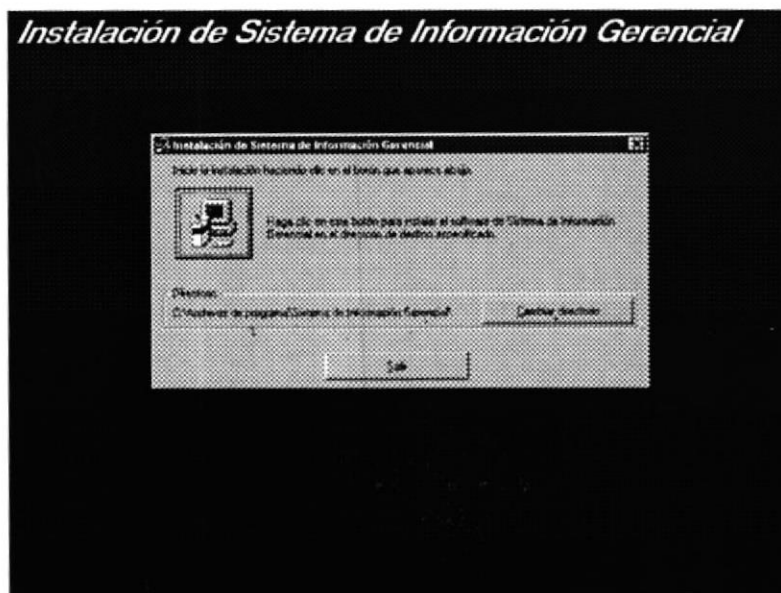 Instalación de Sistema de Información Gerencial
Instalación de Sistema de Información Gerencial
Inicie la instalación haciendo clic en el botón que aparece abajo.
Haga clic en este botón para instalar el software de Sistema de Información
Gerencial en el directorio de destino especificado.
Directorio:
C:\Archivos de programa\Sistema de Información Gerencial\
Cambiar directorio
Salir